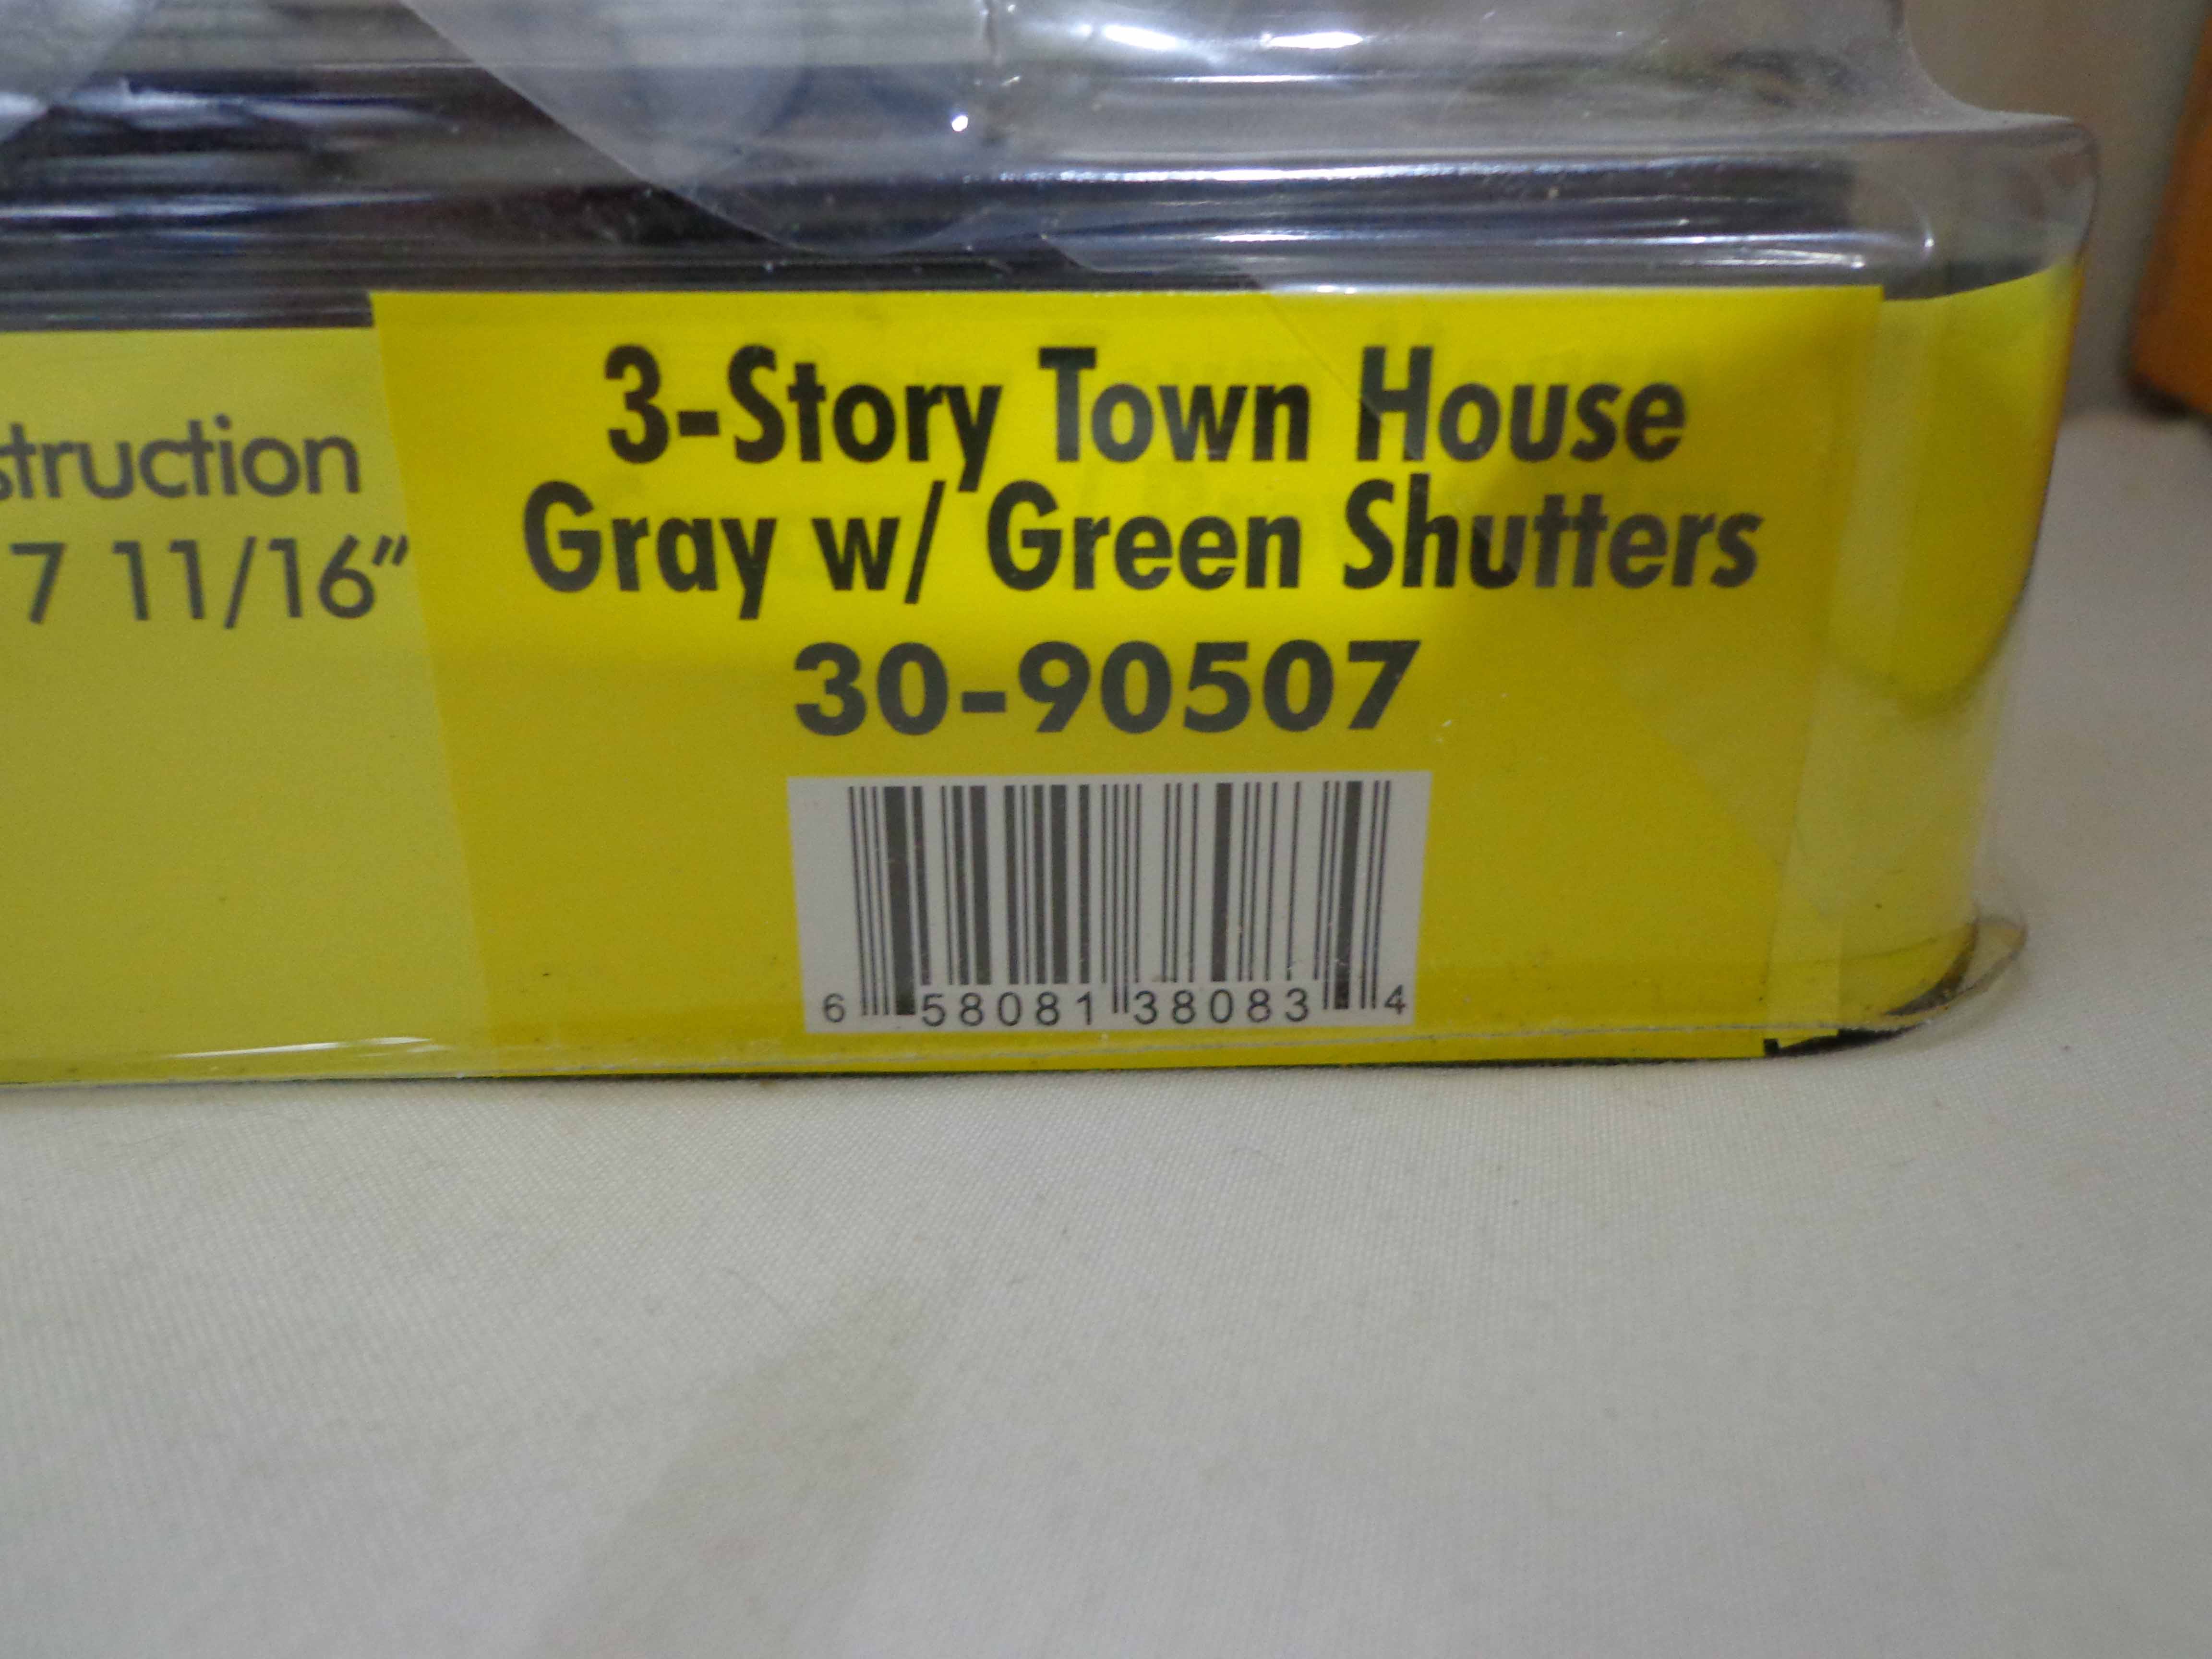 struction
7 11/16”
3-Story Town House
Gray w/ Green Shutters
30-90507
6 58081 38083 4